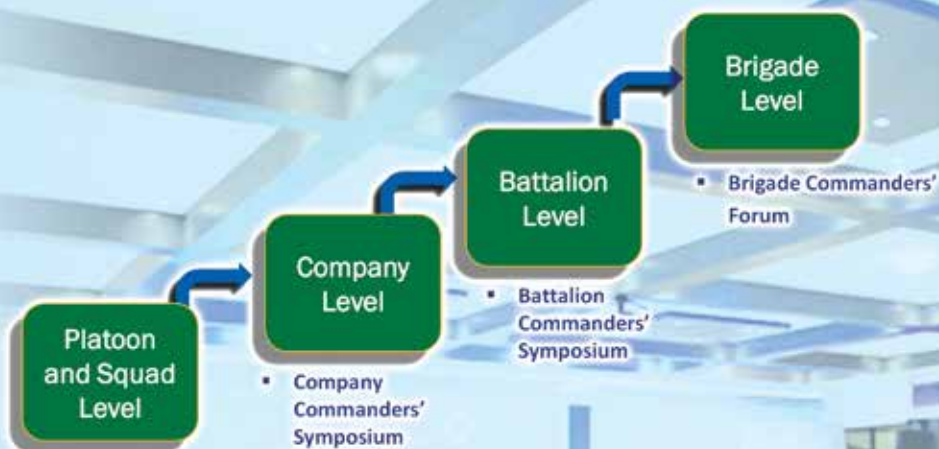 Brigade
Level
▪ Brigade Commanders'
Forum
Battalion
Level
▪ Battalion
Commanders'
Symposium
Company
Level
▪ Company
Commanders'
Symposium
Platoon
and Squad
Level